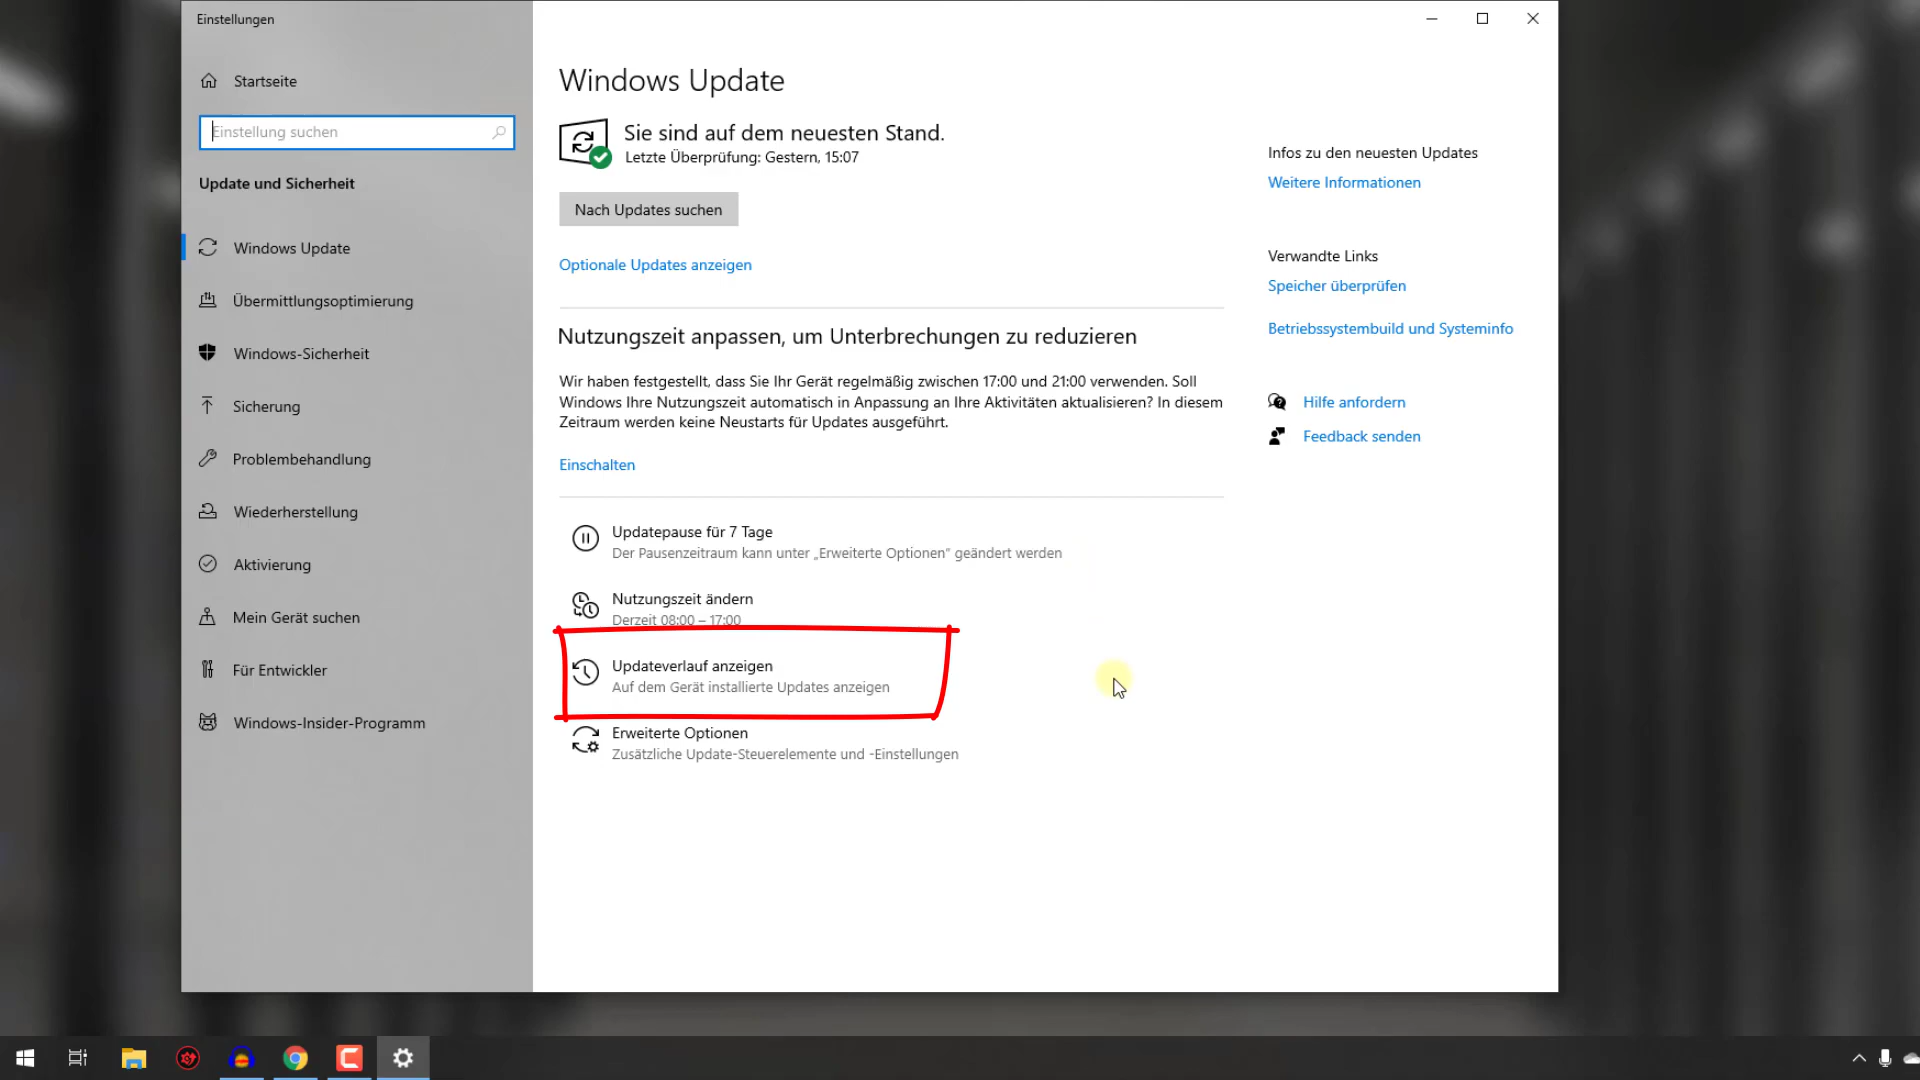 Einstellungen
Startseite
Einstellung suchen
Update und Sicherheit
Windows Update
Übermittlungsoptimierung
Windows-Sicherheit
Sicherung
Problembehandlung
Wiederherstellung
Aktivierung
Mein Gerät suchen
Für Entwickler
Windows-Insider-Programm
Windows Update
Sie sind auf dem neuesten Stand.
Letzte Überprüfung: Gestern, 15:07
Nach Updates suchen
Optionale Updates anzeigen
Nutzungszeit anpassen, um Unterbrechungen zu reduzieren
Wir haben festgestellt, dass Sie Ihr Gerät regelmäßig zwischen 17:00 und 21:00 verwenden. Soll
Windows Ihre Nutzungszeit automatisch in Anpassung an Ihre Aktivitäten aktualisieren? In diesem
Zeitraum werden keine Neustarts für Updates ausgeführt.
Einschalten
Updatepause für 7 Tage
Der Pausenzeitraum kann unter „Erweiterte Optionen" geändert werden
Nutzungszeit ändern
Derzeit 08:00 – 17:00
Updateverlauf anzeigen
Auf dem Gerät installierte Updates anzeigen
Erweiterte Optionen
Zusätzliche Update-Steuerelemente und -Einstellungen
Infos zu den neuesten Updates
Weitere Informationen
Verwandte Links
Speicher überprüfen
Betriebssystembuild und Systeminfo
Hilfe anfordern
Feedback senden